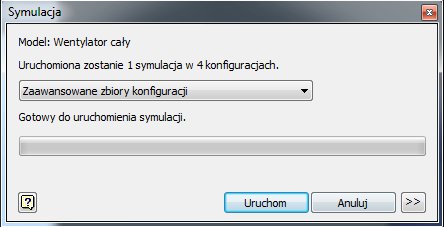 Symulacja
Model: Wentylator cały
Uruchomiona zostanie 1 symulacja w 4 konfiguracjach.
Zaawansowane zbiory konfiguracji
Gotowy do uruchomienia symulacji.
? Uruchom Anuluj >>